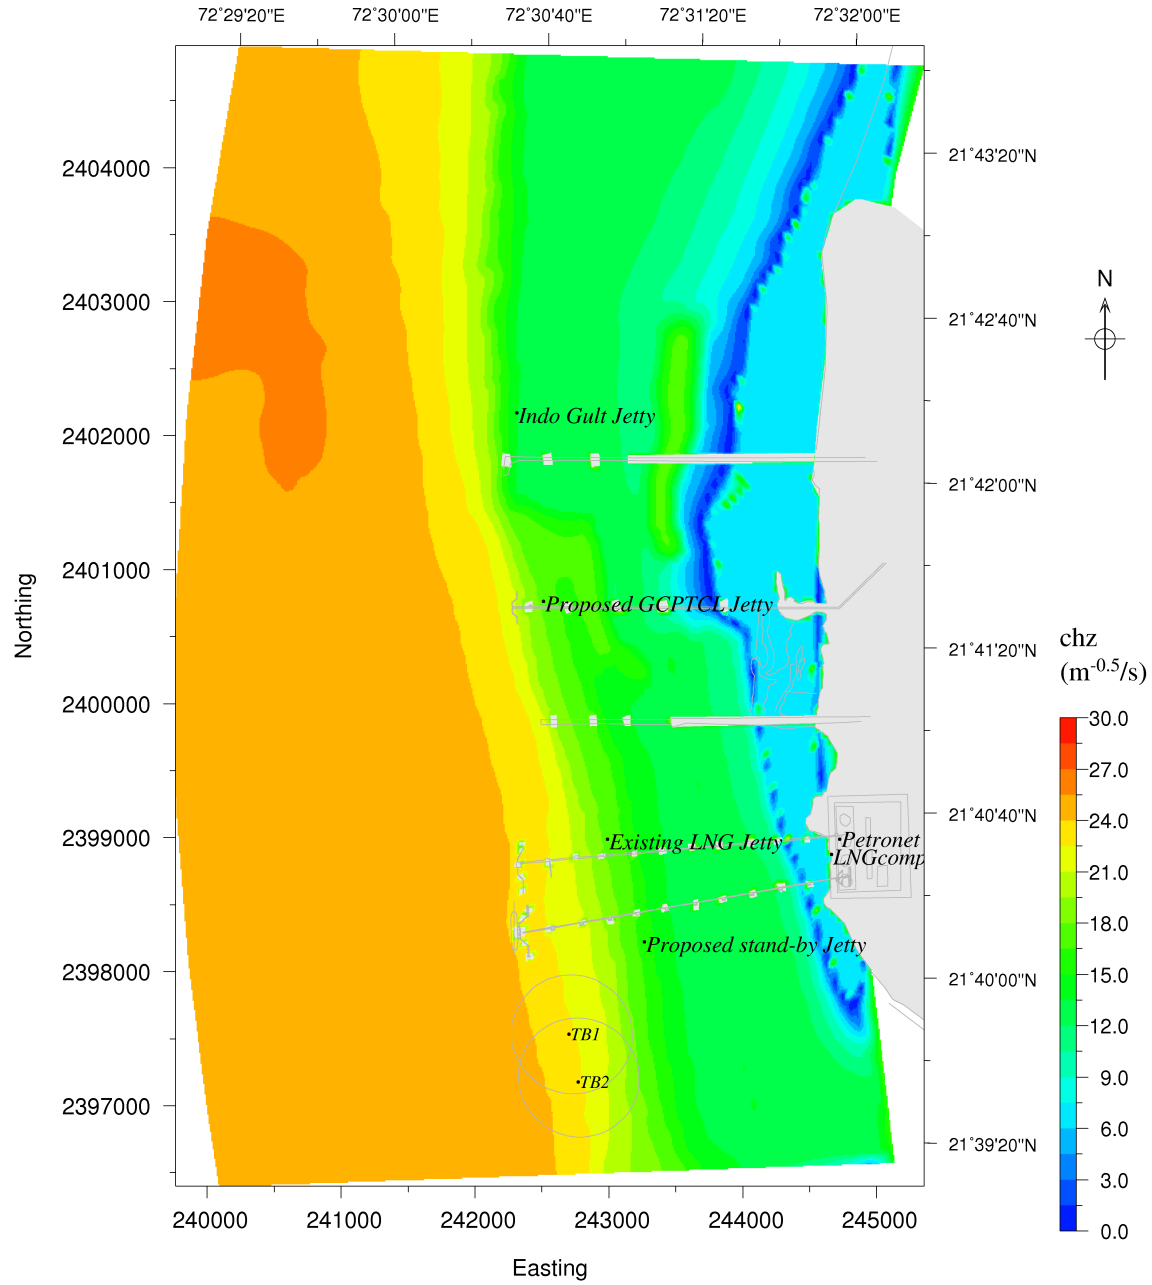 72°29'20"E 72°30'00"E 72°30'40"E 72°31'20"E 72°32'00"E
2404000
2403000
2402000
2401000
2400000
2399000
2398000
2397000
Northing
21°43'20"N
21°42'40"N
21°42'00"N
21°41'20"N
21°40'40"N
21°40'00"N
21°39'20"N
N
Indo Gult Jetty
Proposed GCPTCL Jetty
Existing LNG Jetty
Petronet
LNGcomp
Proposed stand-by Jetty
TB1
TB2
chz
(m-0.5/s)
30.0
27.0
24.0
21.0
18.0
15.0
12.0
9.0
6.0
3.0
0.0
240000 241000 242000 243000 244000 245000
Easting